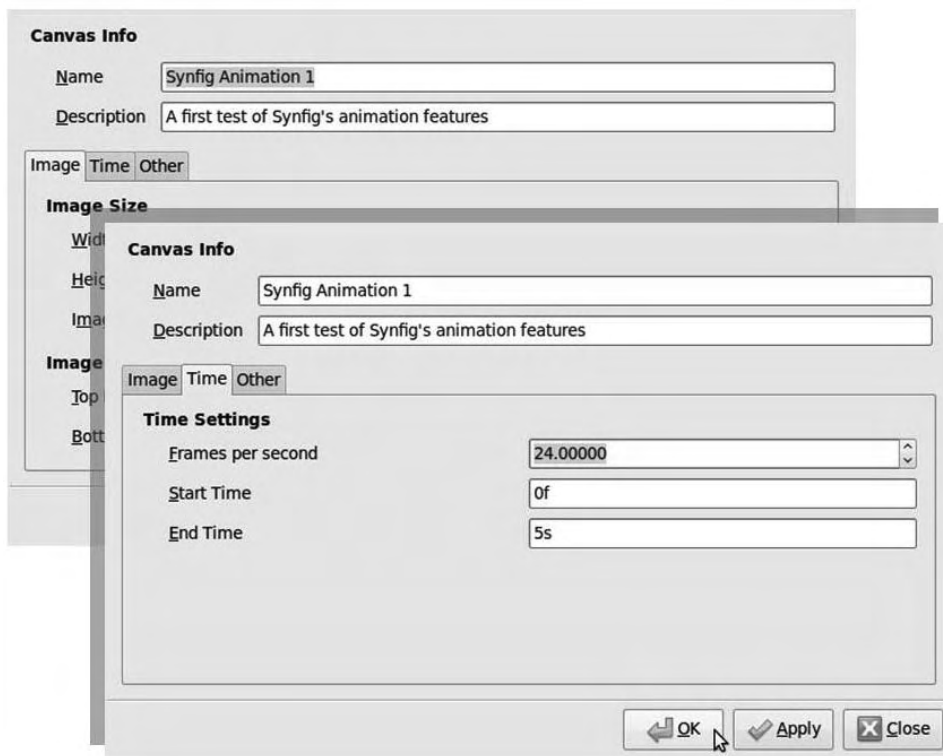 Canvas Info
Name Synfig Animation 1
Description A first test of Synfig's animation features
Image Time Other
Image Size
Image
Canvas Info
Name Synfig Animation 1
Description A first test of Synfig's animation features
Image Time Other
Time Settings
Frames per second 24.00000
Start Time 0f
End Time 5s
OK Apply Close